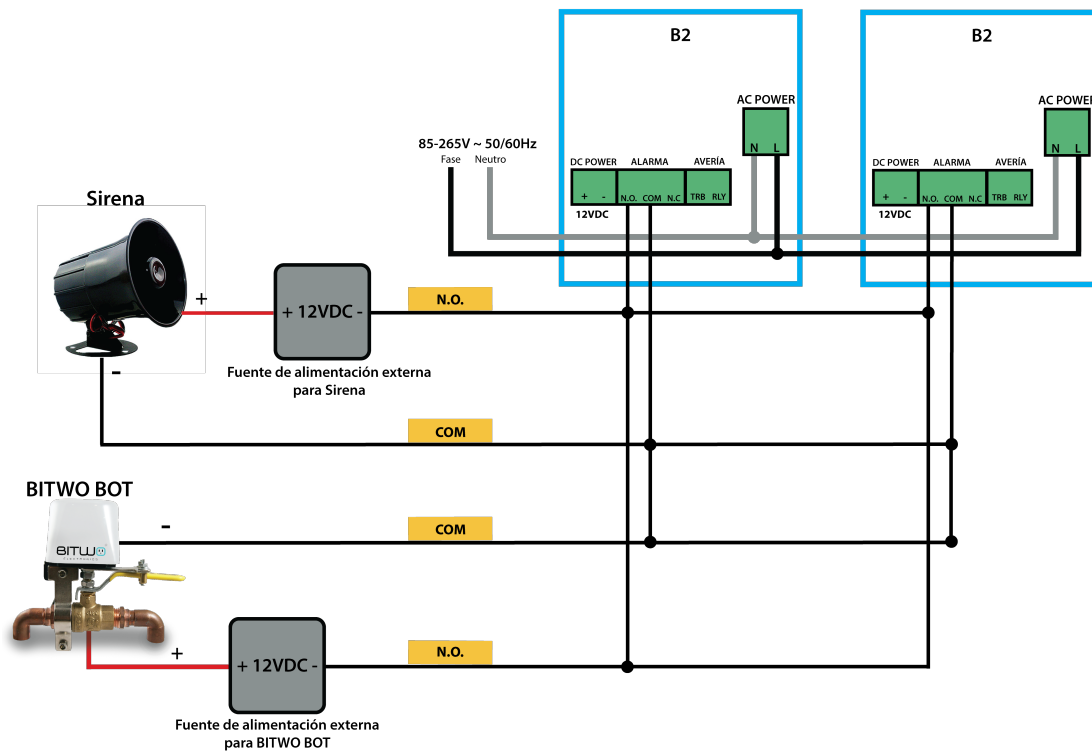 B2
B2
AC POWER
AC POWER
N L
N L
85-265V ~ 50/60Hz
Fase Neutro
DC POWER ALARMA AVERÍA
DC POWER ALARMA AVERÍA
+ - N.O. COM N.C TRB RLY
+ - N.O. COM N.C TRB RLY
12VDC
12VDC
Sirena
+
+ 12VDC -
N.O.
-
Fuente de alimentación externa
para Sirena
COM
BITWO BOT
-
COM
BITWO
ELECTRONICS
+
+ 12VDC -
N.O.
Fuente de alimentación externa
para BITWO BOT